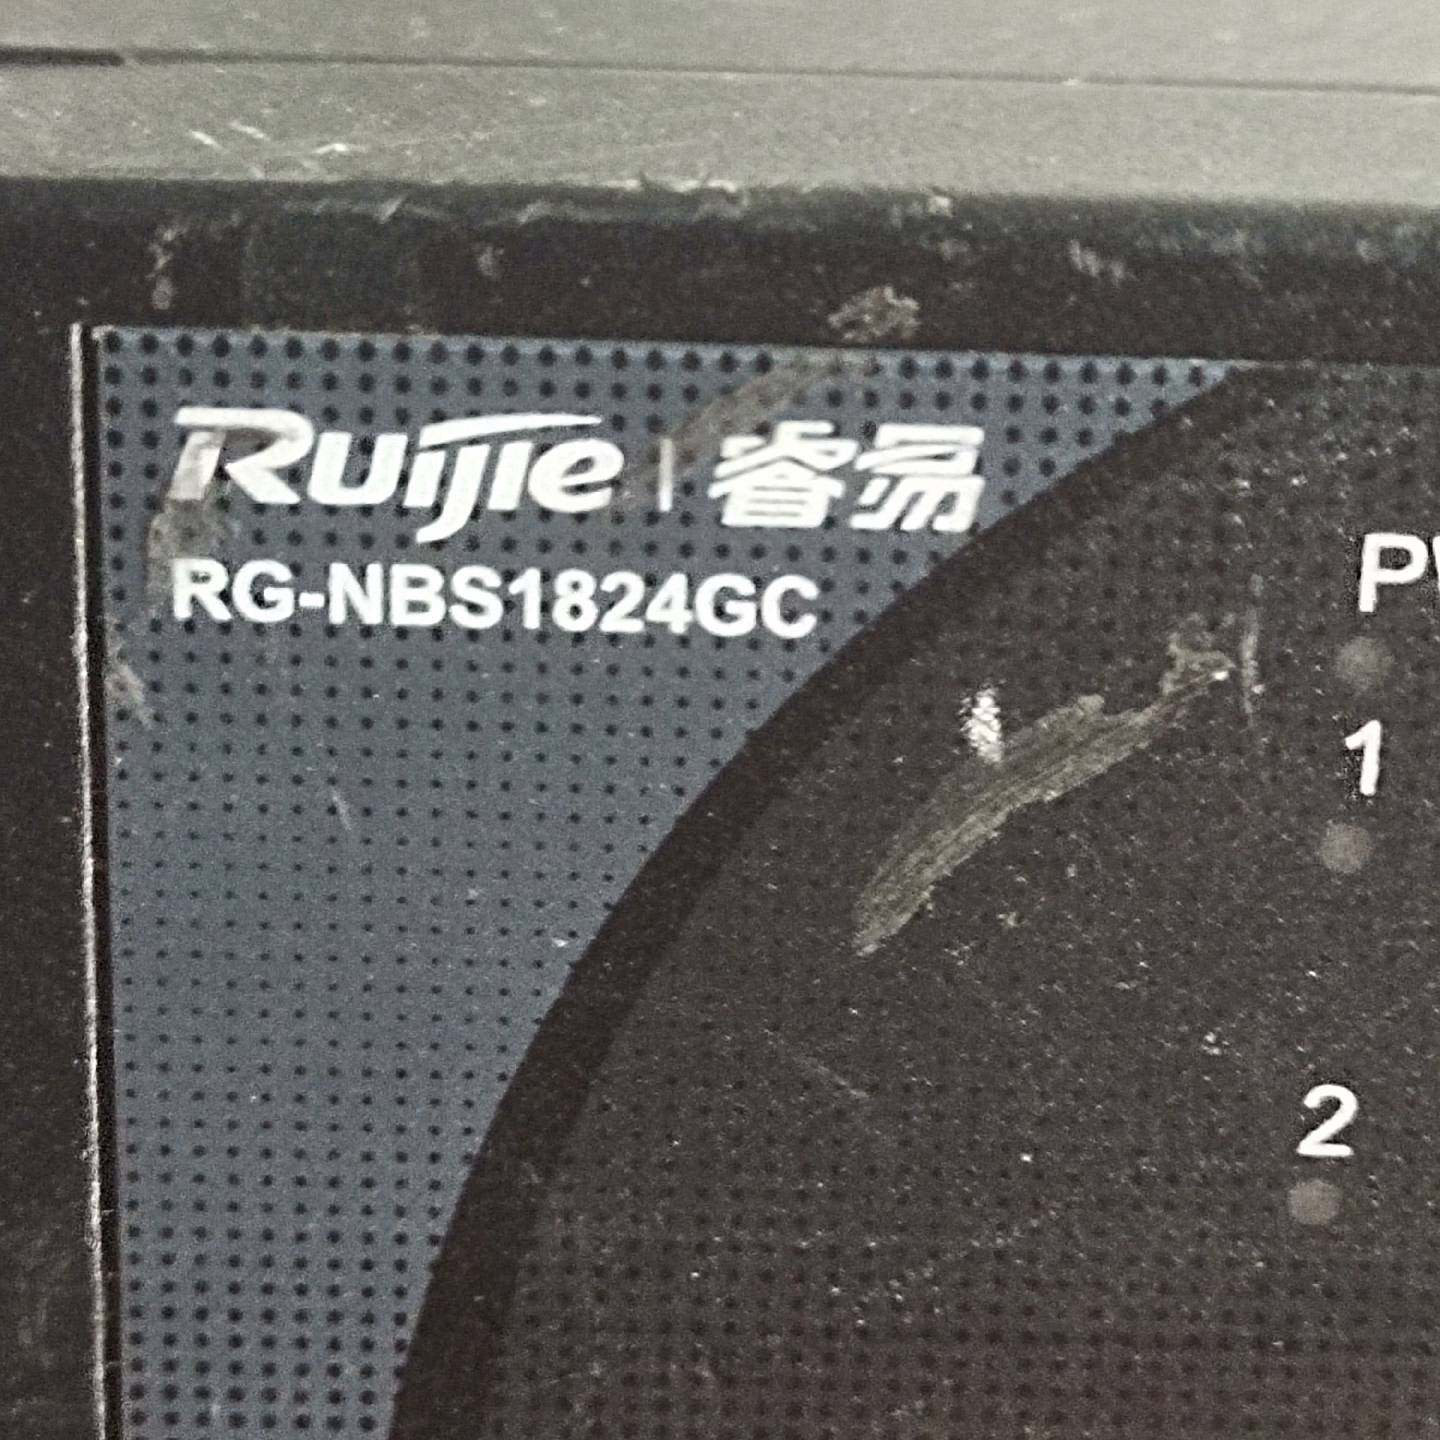 Ruijie | 睿易
RG-NBS1824GC
1
2